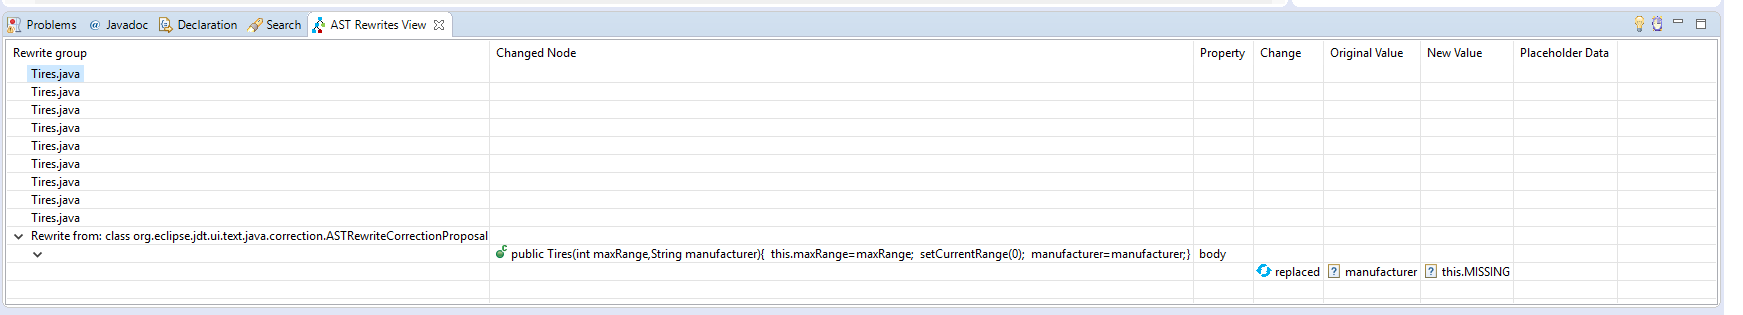 Problems @ Javadoc Declaration Search AST Rewrites View
Rewrite group Changed Node Property Change Original Value New Value Placeholder Data
Tires.java
Tires.java
Tires.java
Tires.java
Tires.java
Tires.java
Tires.java
Tires.java
Tires.java
Rewrite from: class org.eclipse.jdt.ui.text.java.correction.ASTRewriteCorrectionProposal
public Tires(int maxRange,String manufacturer){ this.maxRange=maxRange; setCurrentRange(0); manufacturer=manufacturer;} body
replaced manufacturer this.MISSING